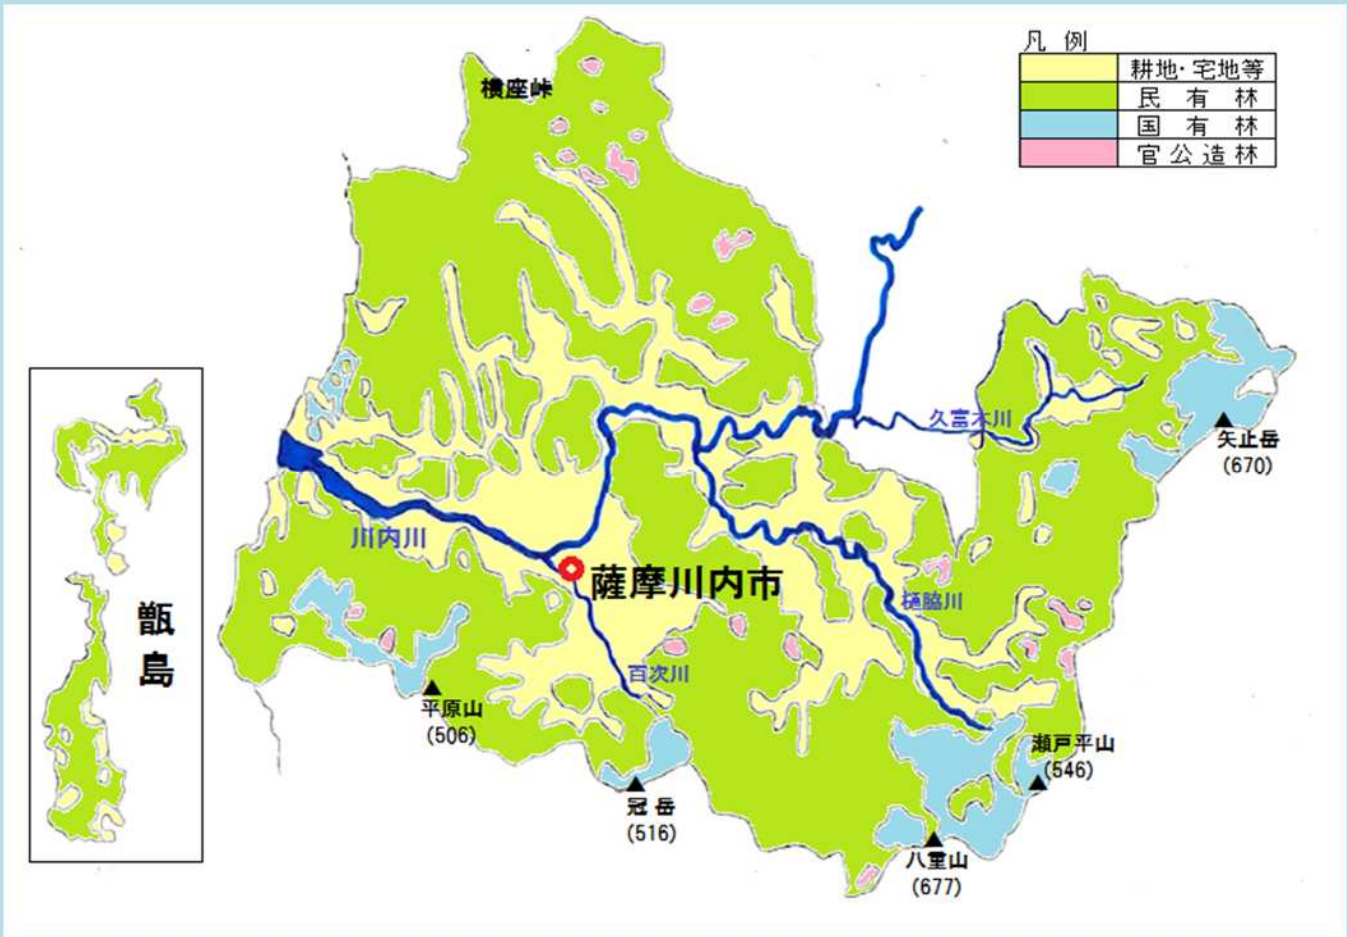 凡 例
耕地・宅地等
民 有 林
国 有 林
官公造林
横座峠
久富木川
矢止岳
(670)
川内川
薩摩川内市
樋脇川
甑島
百次川
平原山
(506)
瀬戸平山
(546)
冠岳
(516)
八重山
(677)